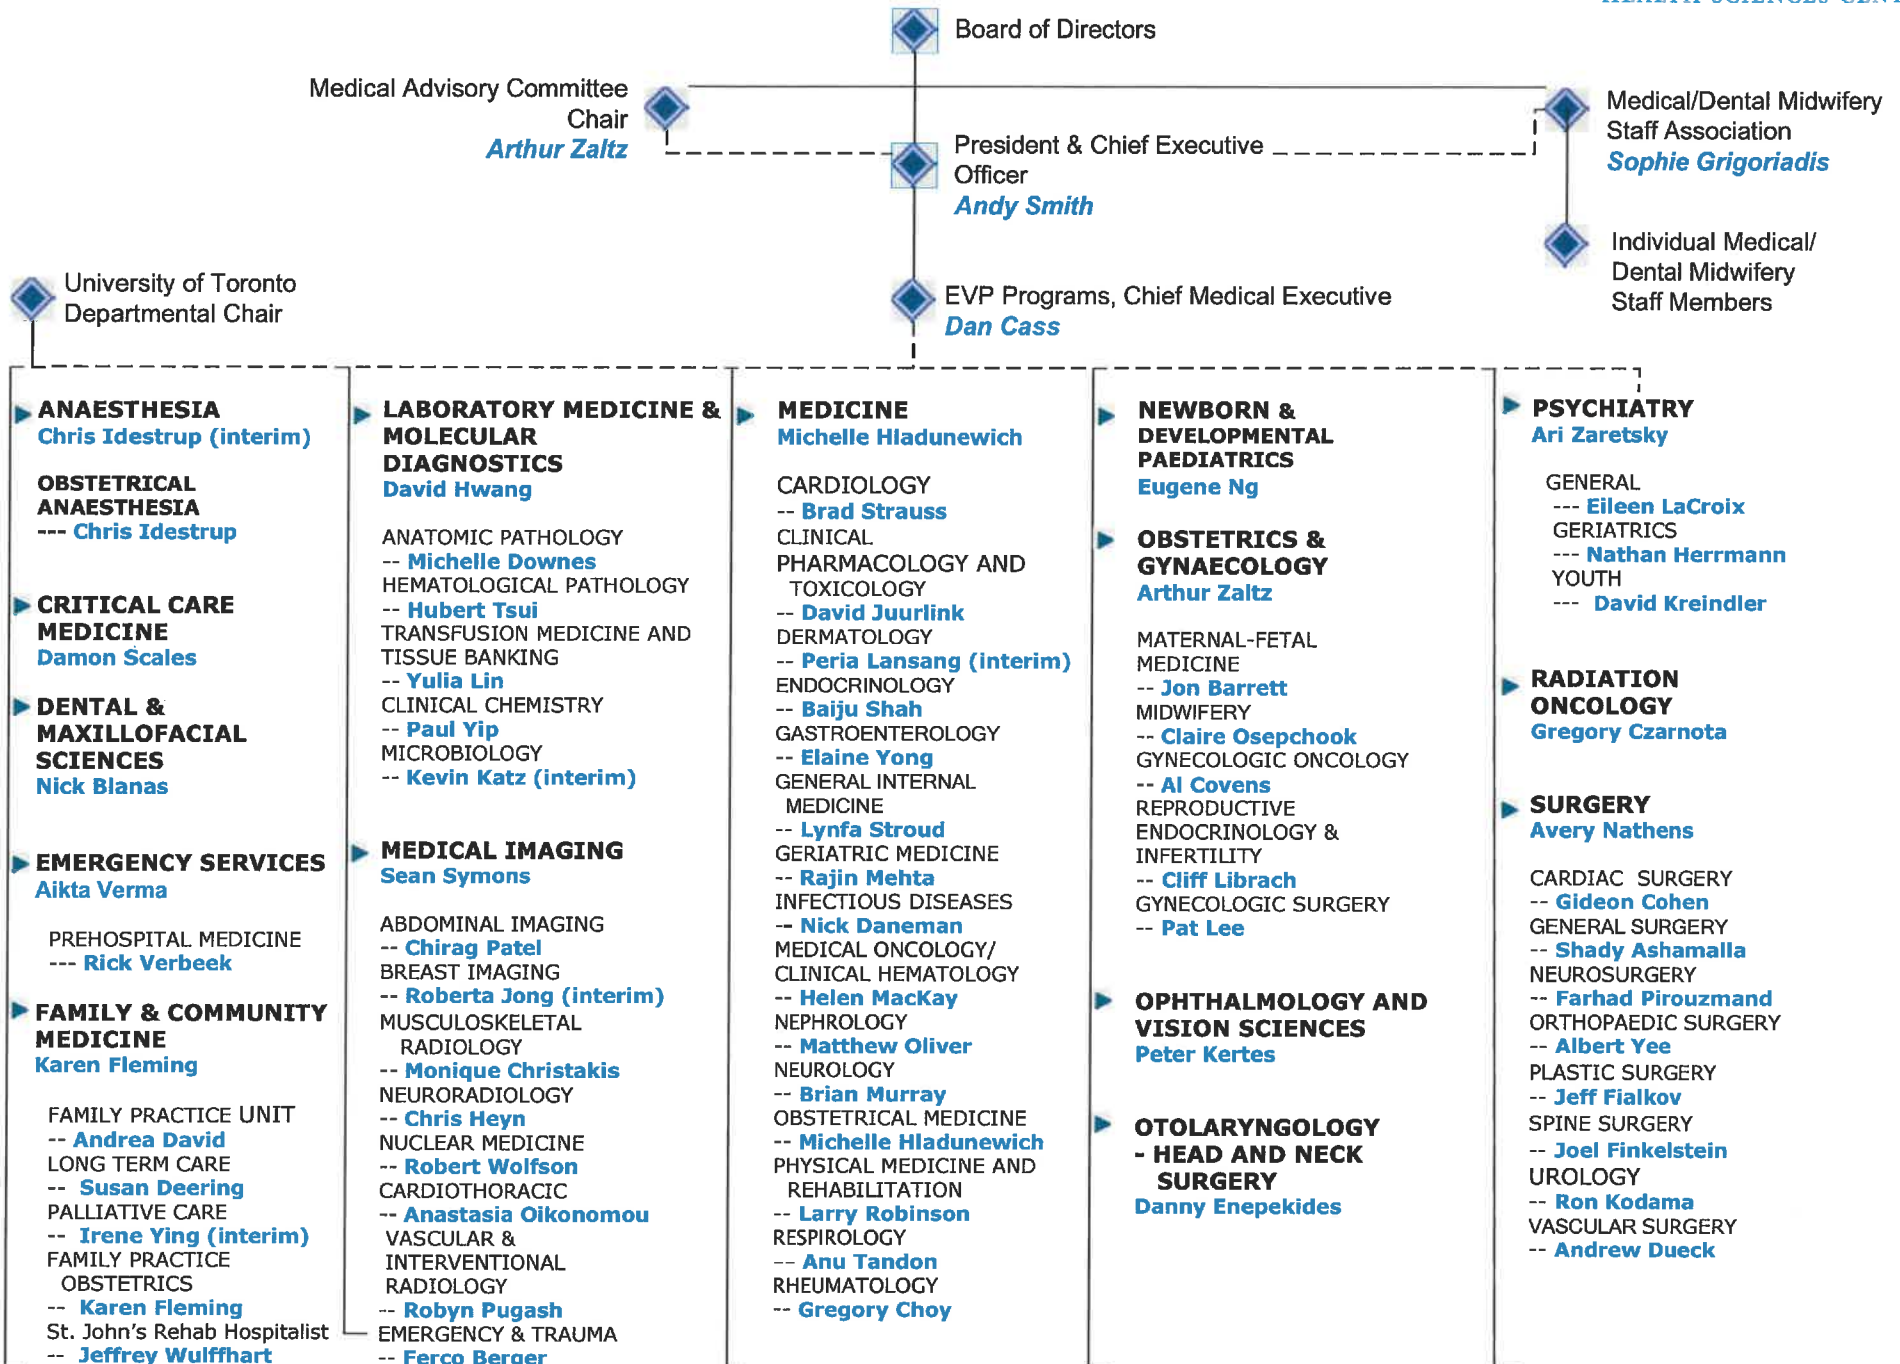 HEALTH SCIENCES CENT
Board of Directors
Medical Advisory Committee
Chair
Arthur Zaltz
President & Chief Executive
Officer
Andy Smith
Medical/Dental Midwifery
Staff Association
Sophie Grigoriadis
Individual Medical/
Dental Midwifery
Staff Members
University of Toronto
Departmental Chair
EVP Programs, Chief Medical Executive
Dan Cass
ANAESTHESIA
Chris Idestrup (interim)
OBSTETRICAL
ANAESTHESIA
--- Chris Idestrup
CRITICAL CARE
MEDICINE
Damon Scales
DENTAL &
MAXILLOFACIAL
SCIENCES
Nick Blanas
EMERGENCY SERVICES
Aikta Verma
PREHOSPITAL MEDICINE
--- Rick Verbeek
FAMILY & COMMUNITY
MEDICINE
Karen Fleming
FAMILY PRACTICE UNIT
-- Andrea David
LONG TERM CARE
-- Susan Deering
PALLIATIVE CARE
-- Irene Ying (interim)
FAMILY PRACTICE
OBSTETRICS
-- Karen Fleming
St. John's Rehab Hospitalist
-- Jeffrey Wulffhart
LABORATORY MEDICINE &
MOLECULAR
DIAGNOSTICS
David Hwang
ANATOMIC PATHOLOGY
-- Michelle Downes
HEMATOLOGICAL PATHOLOGY
-- Hubert Tsui
TRANSFUSION MEDICINE AND
TISSUE BANKING
-- Yulia Lin
CLINICAL CHEMISTRY
-- Paul Yip
MICROBIOLOGY
-- Kevin Katz (interim)
MEDICAL IMAGING
Sean Symons
ABDOMINAL IMAGING
-- Chirag Patel
BREAST IMAGING
-- Roberta Jong (interim)
MUSCULOSKELETAL
RADIOLOGY
-- Monique Christakis
NEURORADIOLOGY
-- Chris Heyn
NUCLEAR MEDICINE
-- Robert Wolfson
CARDIOTHORACIC
-- Anastasia Oikonomou
VASCULAR &
INTERVENTIONAL
RADIOLOGY
-- Robyn Pugash
EMERGENCY & TRAUMA
-- Ferco Berger
MEDICINE
Michelle Hladunewich
CARDIOLOGY
-- Brad Strauss
CLINICAL
PHARMACOLOGY AND
TOXICOLOGY
-- David Juurlink
DERMATOLOGY
-- Peria Lansang (interim)
ENDOCRINOLOGY
-- Baiju Shah
GASTROENTEROLOGY
-- Elaine Yong
GENERAL INTERNAL
MEDICINE
-- Lynfa Stroud
GERIATRIC MEDICINE
-- Rajin Mehta
INFECTIOUS DISEASES
-- Nick Daneman
MEDICAL ONCOLOGY/
CLINICAL HEMATOLOGY
-- Helen MacKay
NEPHROLOGY
-- Matthew Oliver
NEUROLOGY
-- Brian Murray
OBSTETRICAL MEDICINE
-- Michelle Hladunewich
PHYSICAL MEDICINE AND
REHABILITATION
-- Larry Robinson
RESPIROLOGY
-- Anu Tandon
RHEUMATOLOGY
-- Gregory Choy
NEWBORN &
DEVELOPMENTAL
PAEDIATRICS
Eugene Ng
OBSTETRICS &
GYNAECOLOGY
Arthur Zaltz
MATERNAL-FETAL
MEDICINE
-- Jon Barrett
MIDWIFERY
-- Claire Osepchook
GYNECOLOGIC ONCOLOGY
-- Al Covens
REPRODUCTIVE
ENDOCRINOLOGY &
INFERTILITY
-- Cliff Librach
GYNECOLOGIC SURGERY
-- Pat Lee
OPHTHALMOLOGY AND
VISION SCIENCES
Peter Kertes
OTOLARYNGOLOGY
- HEAD AND NECK
SURGERY
Danny Enepekides
PSYCHIATRY
Ari Zaretsky
GENERAL
--- Eileen LaCroix
GERIATRICS
--- Nathan Herrmann
YOUTH
--- David Kreindler
RADIATION
ONCOLOGY
Gregory Czarnota
SURGERY
Avery Nathens
CARDIAC SURGERY
-- Gideon Cohen
GENERAL SURGERY
-- Shady Ashamalla
NEUROSURGERY
-- Farhad Pirouzmand
ORTHOPAEDIC SURGERY
-- Albert Yee
PLASTIC SURGERY
-- Jeff Fialkov
SPINE SURGERY
-- Joel Finkelstein
UROLOGY
-- Ron Kodama
VASCULAR SURGERY
-- Andrew Dueck